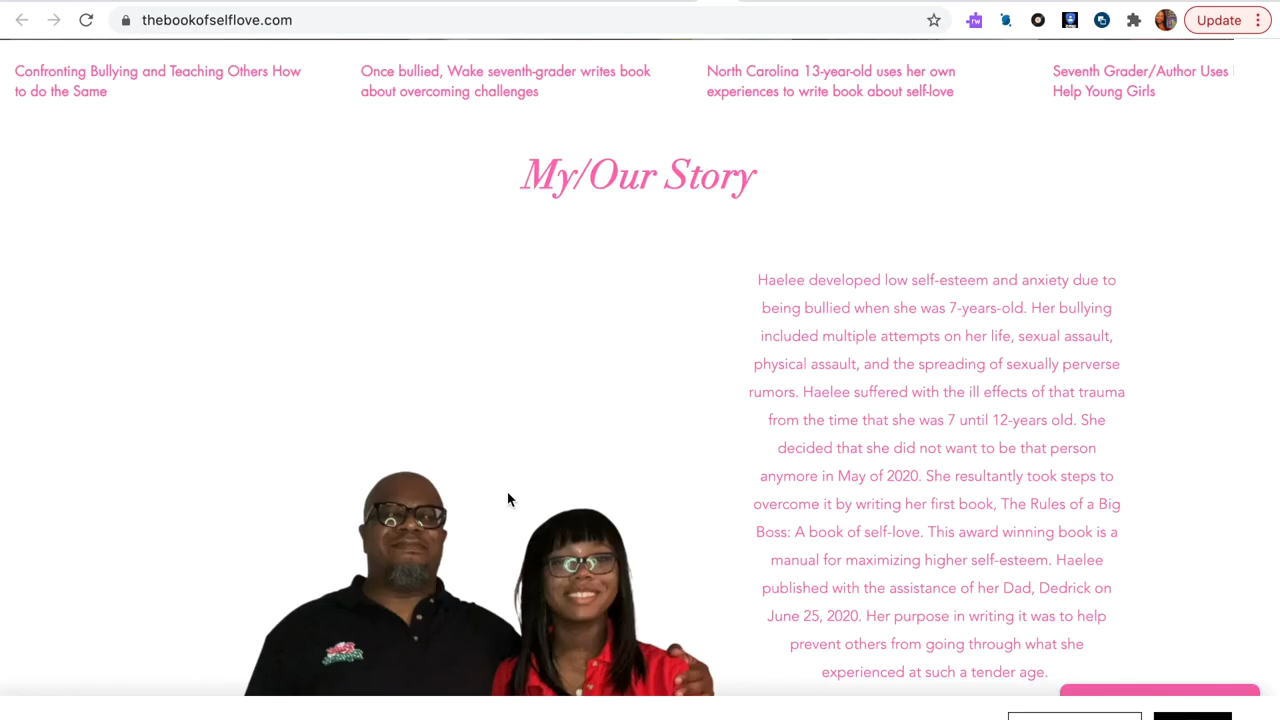 thebookofselflove.com
Update
Confronting Bullying and Teaching Others How
to do the Same
Once bullied, Wake seventh-grader writes book
about overcoming challenges
North Carolina 13-year-old uses her own
experiences to write book about self-love
Seventh Grader/Author Uses
Help Young Girls
My/Our Story
Haelee developed low self-esteem and anxiety due to
being bullied when she was 7-years-old. Her bullying
included multiple attempts on her life, sexual assault,
physical assault, and the spreading of sexually perverse
rumors. Haelee suffered with the ill effects of that trauma
from the time that she was 7 until 12-years old. She
decided that she did not want to be that person
anymore in May of 2020. She resultantly took steps to
overcome it by writing her first book, The Rules of a Big
Boss: A book of self-love. This award winning book is a
manual for maximizing higher self-esteem. Haelee
published with the assistance of her Dad, Dedrick on
June 25, 2020. Her purpose in writing it was to help
prevent others from going through what she
experienced at such a tender age.